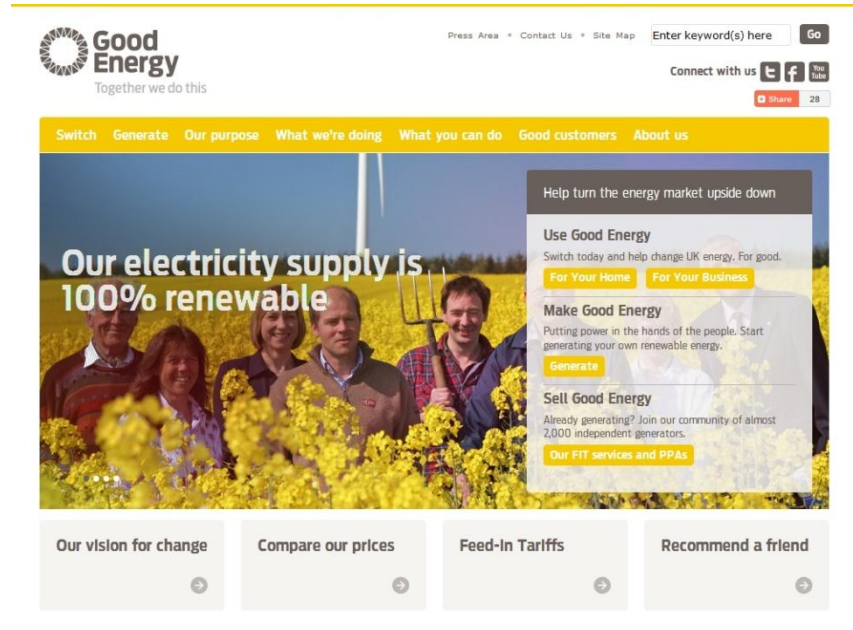 Good
Energy
Together we do this
Press Area • Contact Us • Site Map
Enter keyword(s) here
Go
Connect with us
You
Tube
Share 28
Switch Generate Our purpose What we're doing What you can do Good customers About us
Our electricity supply is
100% renewable
Help turn the energy market upside down
Use Good Energy
Switch today and help change UK energy. For good.
For Your Home For Your Business
Make Good Energy
Putting power in the hands of the people. Start
generating your own renewable energy.
Generate
Sell Good Energy
Already generating? Join our community of almost
2,000 independent generators.
Our FIT services and PPAs
Our vision for change
Compare our prices
Feed-in Tariffs
Recommend a friend